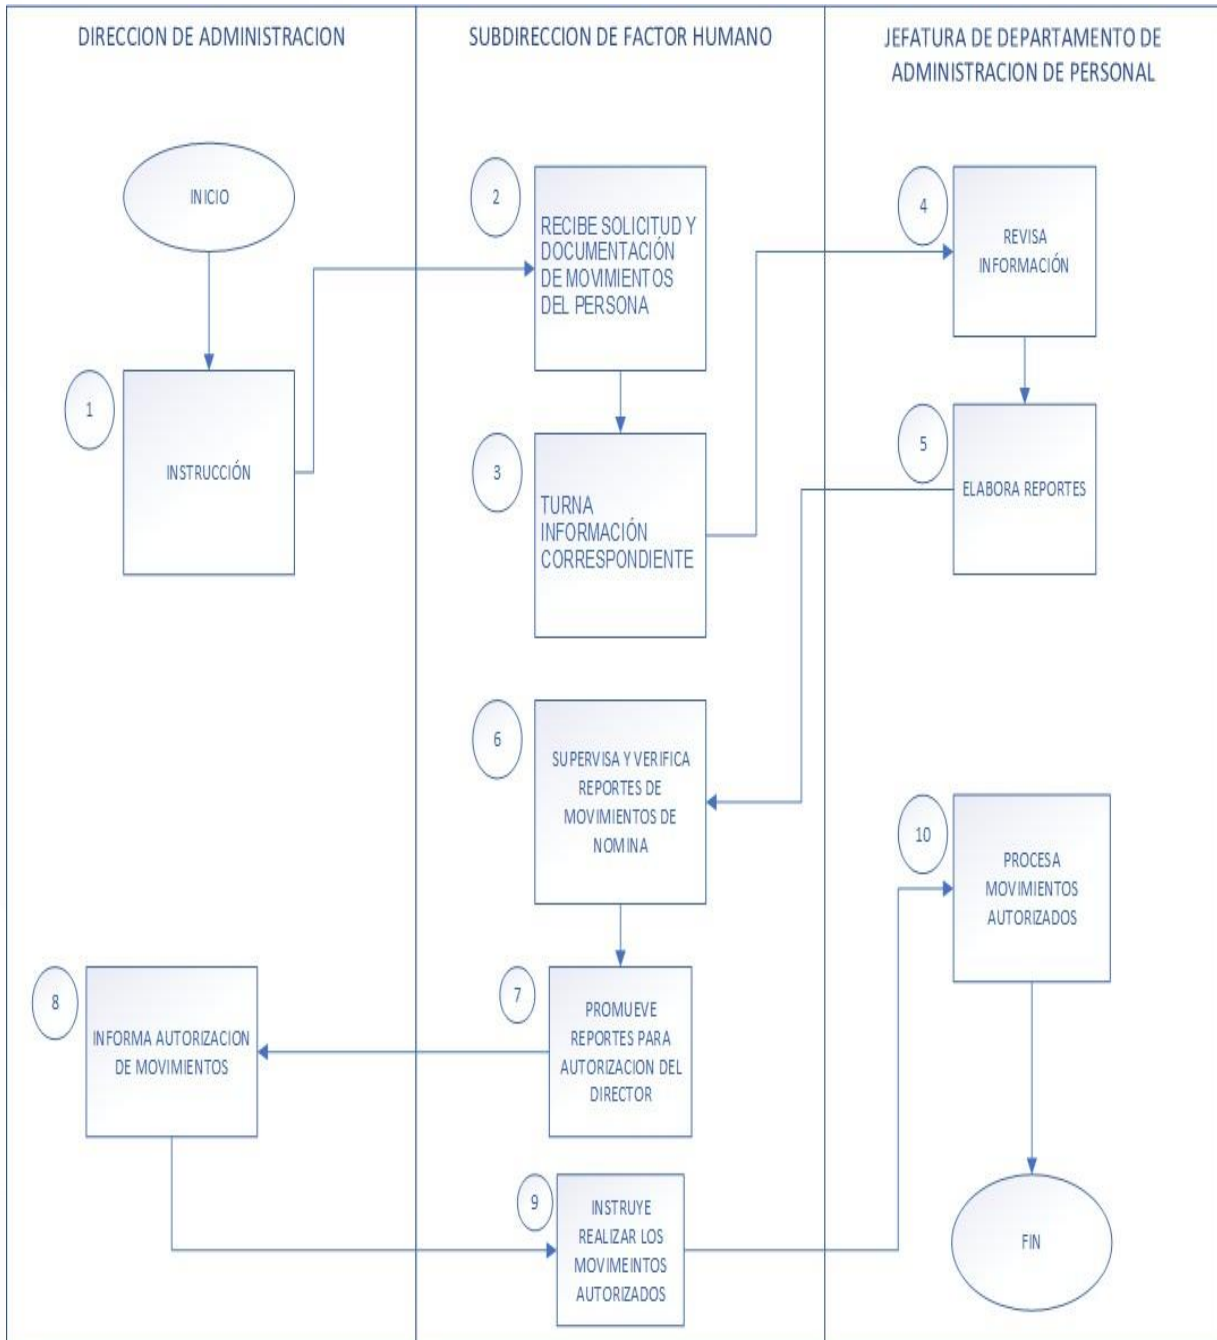 DIRECCION DE ADMINISTRACION
SUBDIRECCION DE FACTOR HUMANO
JEFATURA DE DEPARTAMENTO DE
ADMINISTRACION DE PERSONAL
INICIO
1
INSTRUCCIÓN
2
RECIBE SOLICITUD Y
DOCUMENTACIÓN
DE MOVIMIENTOS
DEL PERSONA
3
TURNA
INFORMACIÓN
CORRESPONDIENTE
4
REVISA
INFORMACIÓN
5
ELABORA REPORTES
6
SUPERVISA Y VERIFICA
REPORTES DE
MOVIMIENTOS DE
NOMINA
7
PROMUEVE
REPORTES PARA
AUTORIZACION DEL
DIRECTOR
8
INFORMA AUTORIZACION
DE MOVIMIENTOS
9
INSTRUYE
REALIZAR LOS
MOVIMEINTOS
AUTORIZADOS
10
PROCESA
MOVIMIENTOS
AUTORIZADOS
FIN